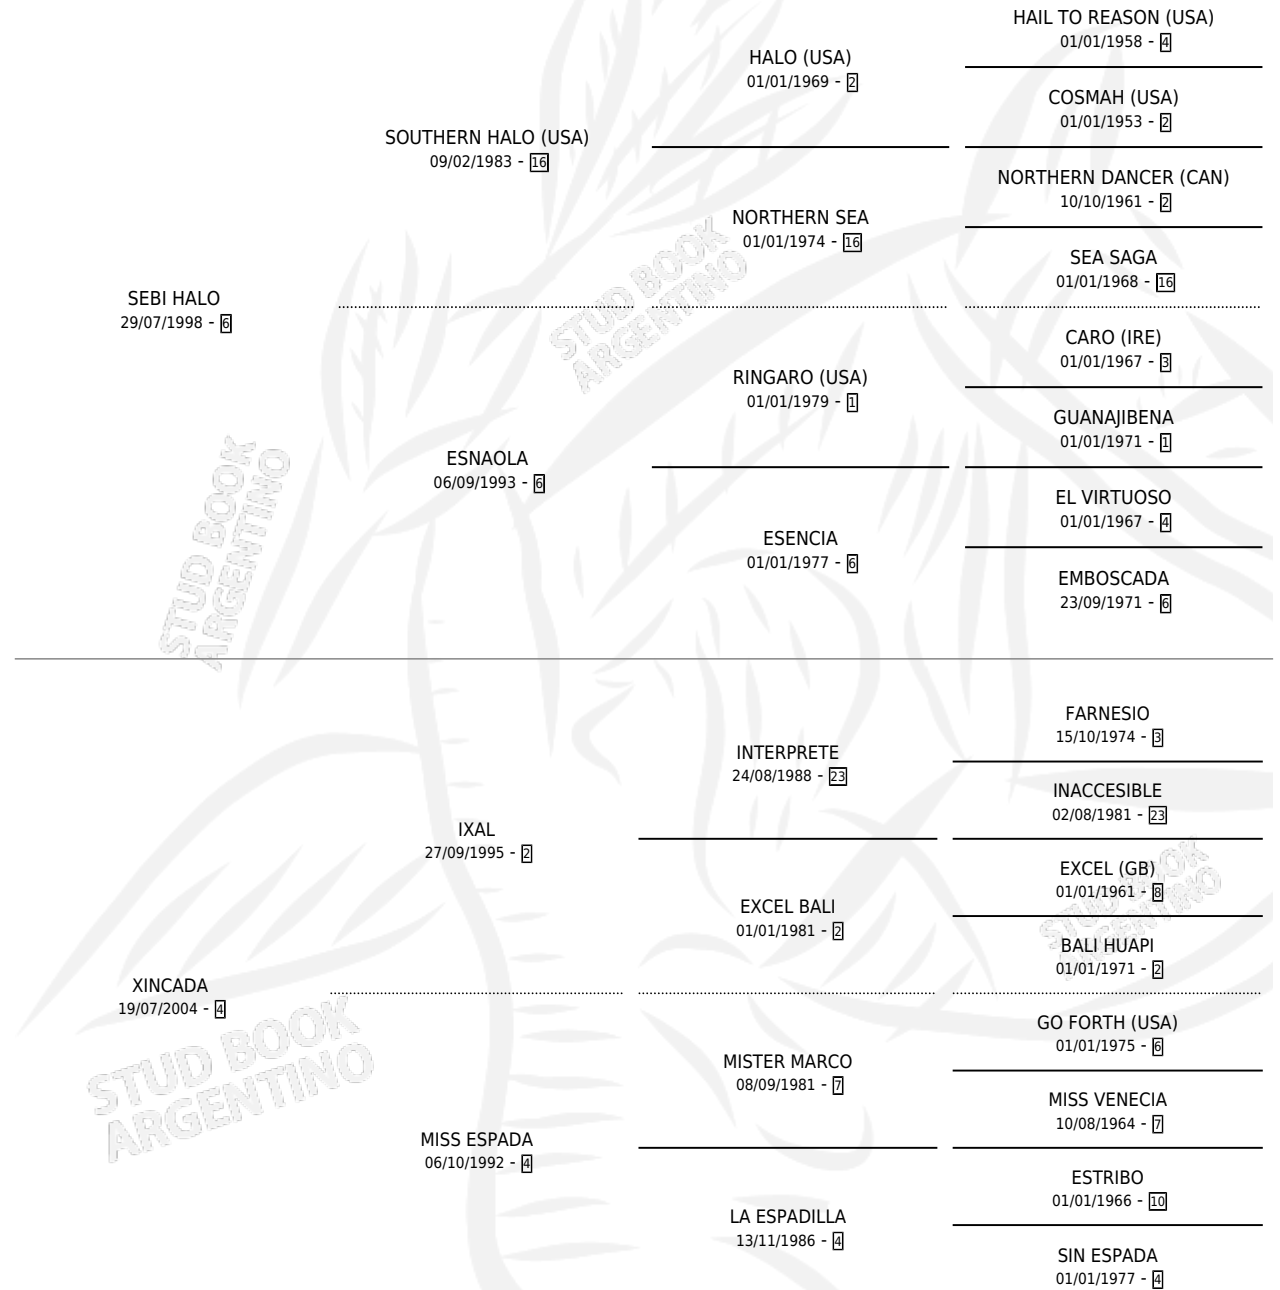 HAIL TO REASON (USA)
01/01/1958 - 4
HALO (USA)
01/01/1969 - 2
COSMAH (USA)
01/01/1953 - 2
SOUTHERN HALO (USA)
09/02/1983 - 16
NORTHERN DANCER (CAN)
10/10/1961 - 2
NORTHERN SEA
01/01/1974 - 16
SEA SAGA
01/01/1968 - 16
SEBI HALO
29/07/1998 - 6
CARO (IRE)
01/01/1967 - 3
RINGARO (USA)
01/01/1979 - 1
GUANAJIBENA
01/01/1971 - 1
ESNAOLA
06/09/1993 - 6
EL VIRTUOSO
01/01/1967 - 4
ESENCIA
01/01/1977 - 6
EMBOSCADA
23/09/1971 - 6
STUD BOOK
ARGENTINO
STUD BOOK
ARGENTINO
FARNESIO
15/10/1974 - 3
INTERPRETE
24/08/1988 - 23
INACCESIBLE
02/08/1981 - 23
IXAL
27/09/1995 - 2
EXCEL (GB)
01/01/1961 - 8
EXCEL BALI
01/01/1981 - 2
BALI HUAPI
01/01/1971 - 2
XINCADA
19/07/2004 - 4
GO FORTH (USA)
01/01/1975 - 6
MISTER MARCO
08/09/1981 - 7
MISS VENECIA
10/08/1964 - 7
MISS ESPADA
06/10/1992 - 4
ESTRIBO
01/01/1966 - 10
LA ESPADILLA
13/11/1986 - 4
SIN ESPADA
01/01/1977 - 4
STUD BOOK
ARGENTINO
STUD BOOK
ARGENTINO